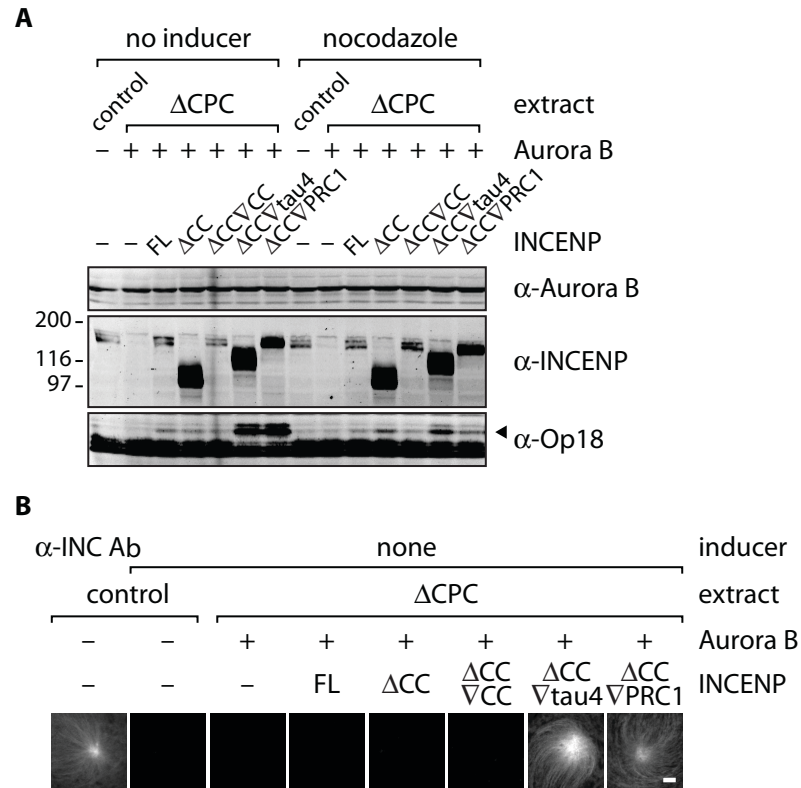 A
no inducer nocodazole
control ΔCPC control ΔCPC extract
– + + + + + + – + + + + + + Aurora B
– – FL ΔCC ΔCC∇CC ΔCC∇tau4 ΔCC∇PRC1 – – FL ΔCC ΔCC∇CC ΔCC∇tau4 ΔCC∇PRC1 INCENP
α-Aurora B
200
116
97
α-INCENP
α-Op18
B
α-INC Ab none inducer
control ΔCPC extract
– – + + + + + + Aurora B
– – – FL ΔCC ΔCC ΔCC ΔCC INCENP
∇CC ∇tau4 ∇PRC1